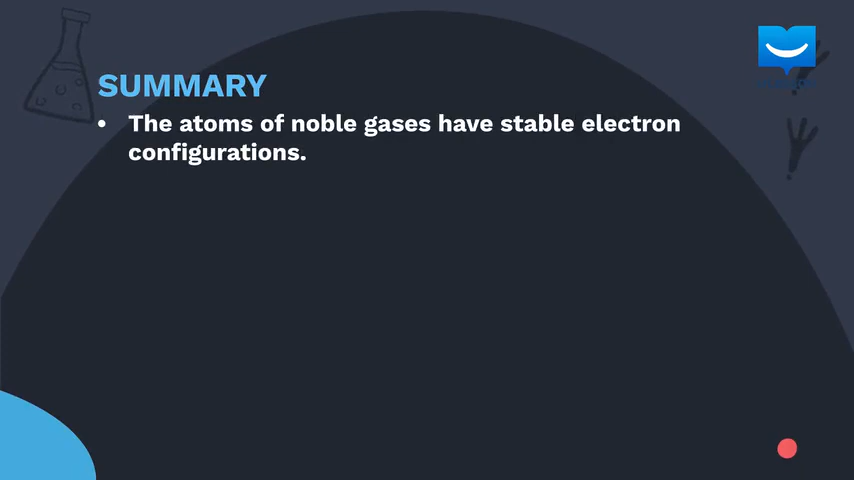 SUMMARY
• The atoms of noble gases have stable electron
configurations.